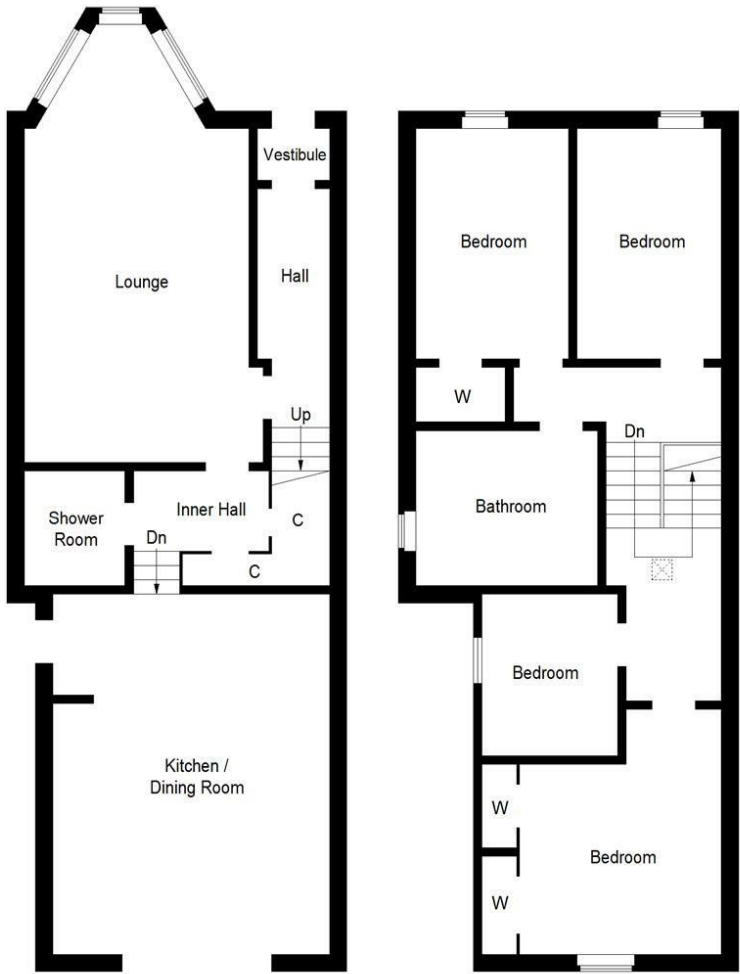 Vestibule
Lounge
Hall
Up
Inner Hall
C
Shower
Room
Dn
C
Kitchen /
Dining Room
Bedroom
Bedroom
W
Dn
Bathroom
Bedroom
W
Bedroom
W